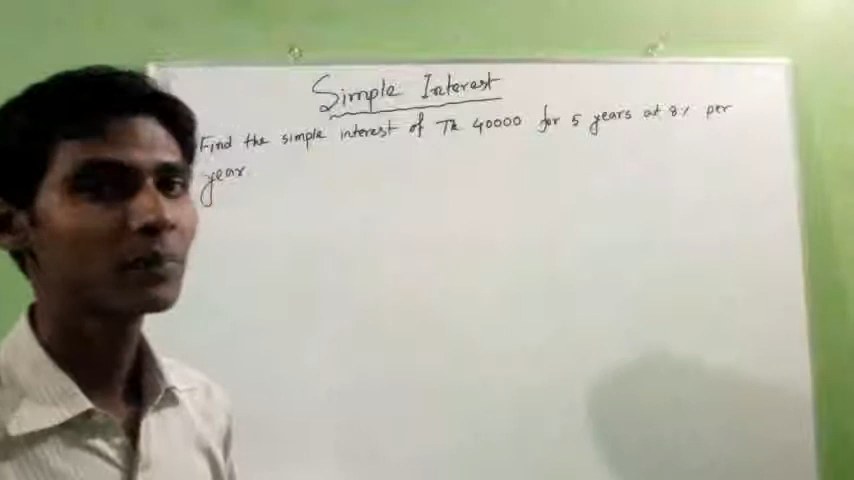 Simple Interest
Find the simple interest of Tk 40000 for 5 years at 8% per
year